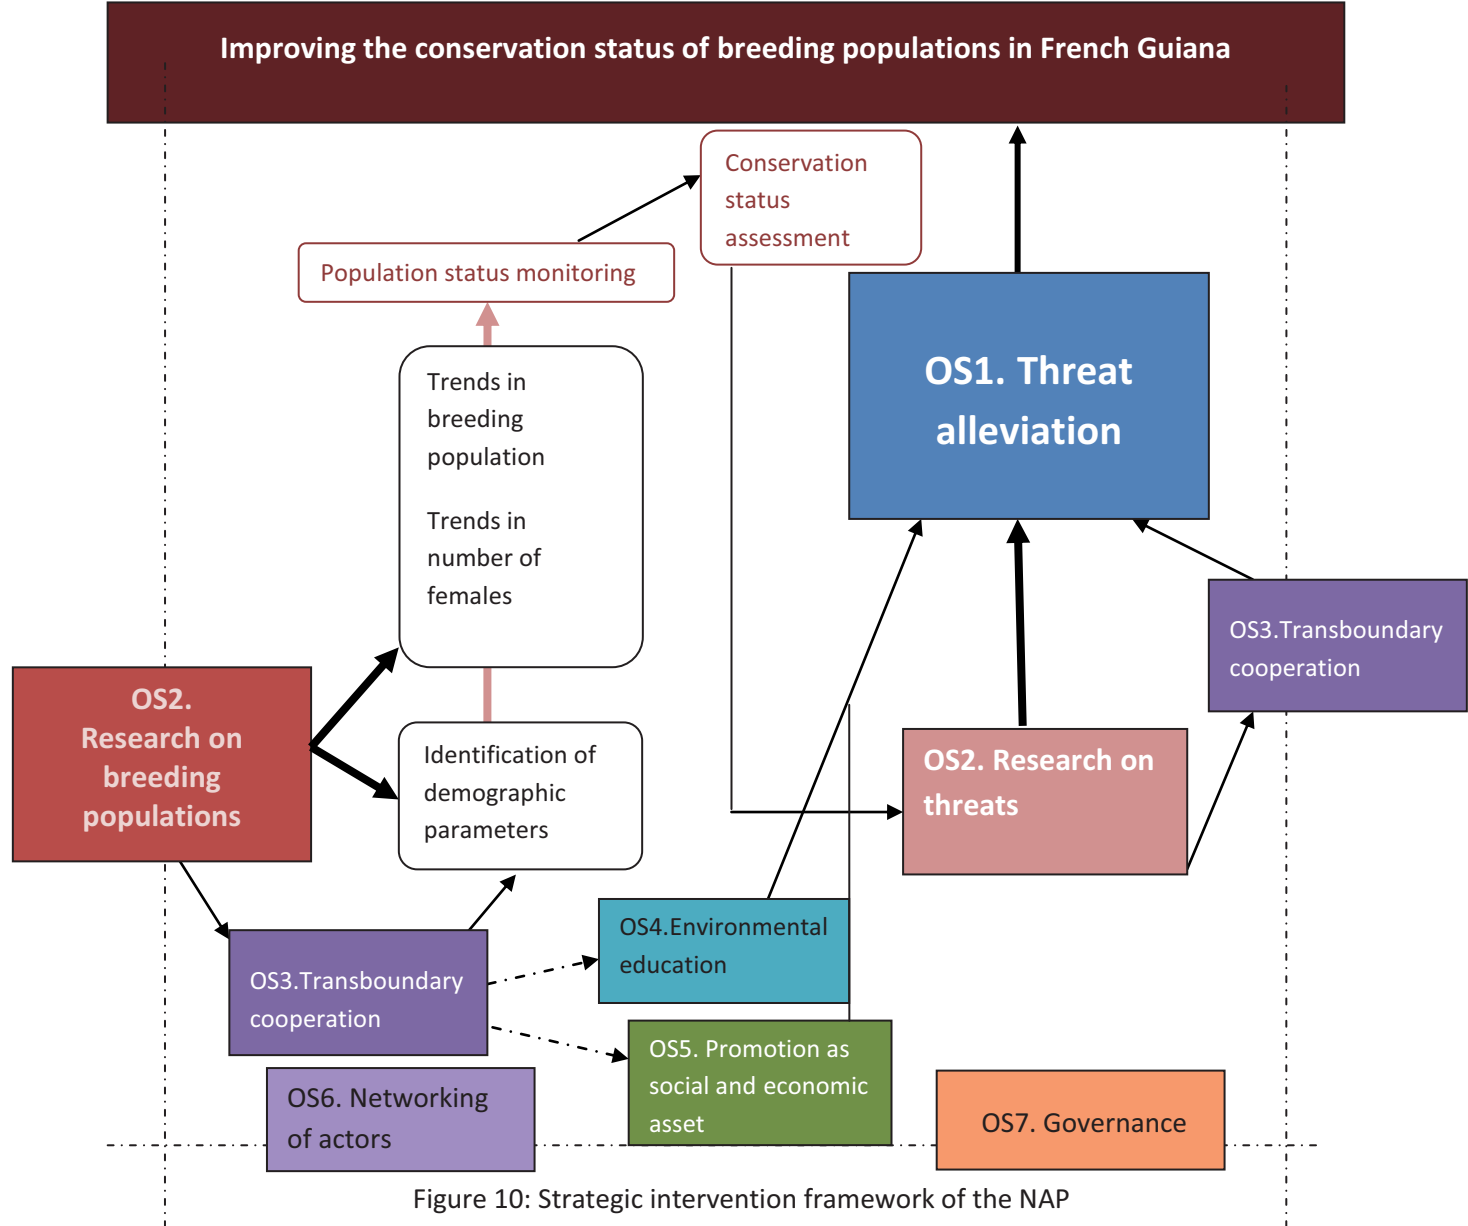 Improving the conservation status of breeding populations in French Guiana
Conservation
status
assessment
Population status monitoring
Trends in
breeding
population
Trends in
number of
females
OS1. Threat
alleviation
OS3.Transboundary
cooperation
OS2.
Research on
breeding
populations
Identification of
demographic
parameters
OS2. Research on
threats
OS4.Environmental
education
OS3.Transboundary
cooperation
OS5. Promotion as
social and economic
asset
OS6. Networking
of actors
OS7. Governance
Figure 10: Strategic intervention framework of the NAP